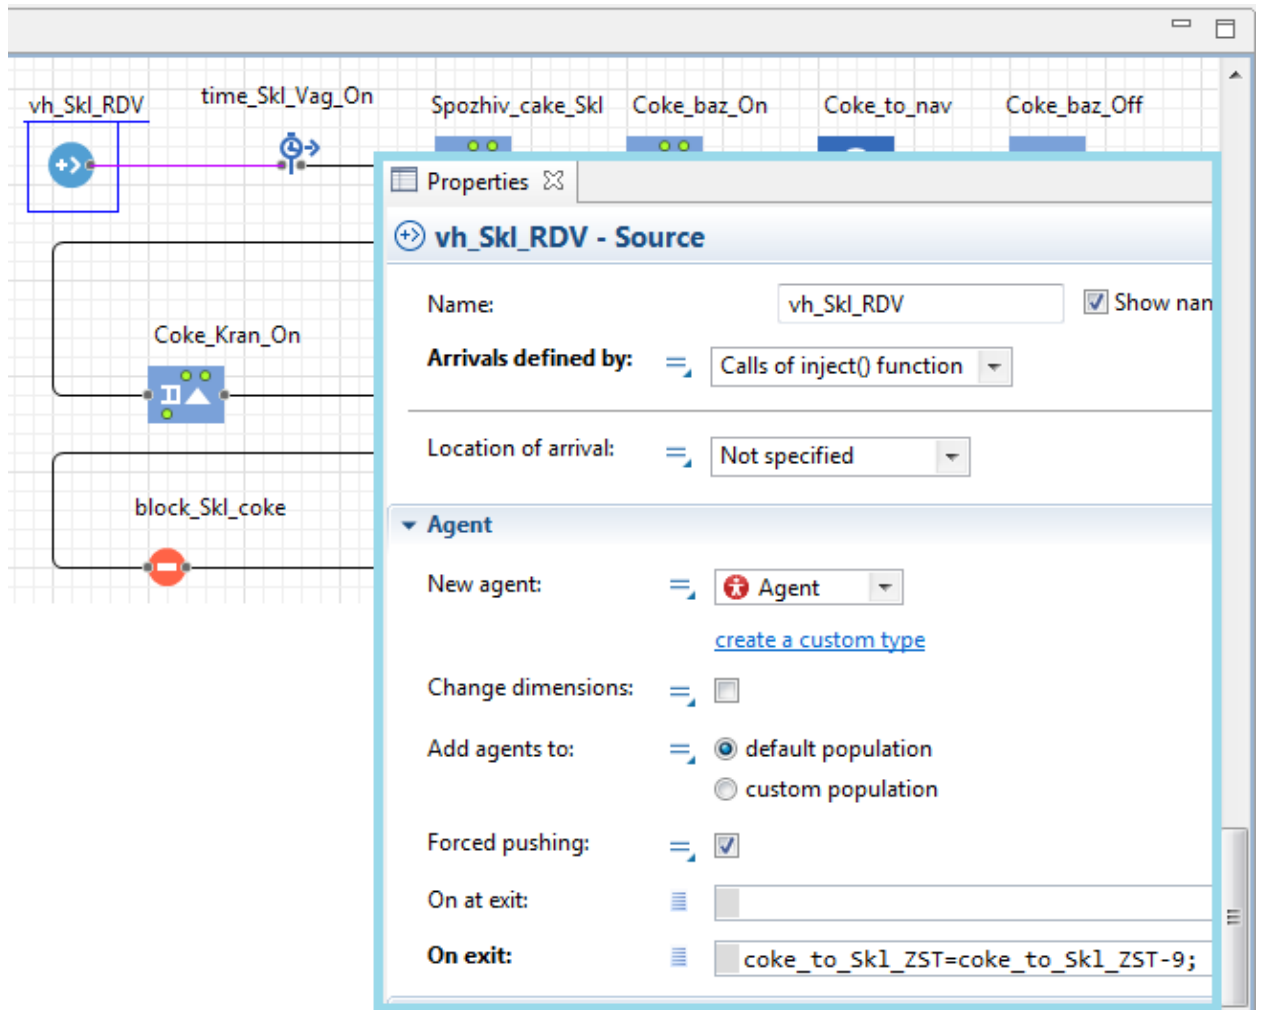 vh_Skl_RDV
time_Skl_Vag_On
Spozhiv_cake_Skl
Coke_baz_On
Coke_to_nav
Coke_baz_Off
Properties
vh_Skl_RDV - Source
Name:
vh_Skl_RDV
Show nam
Arrivals defined by:
Calls of inject() function
Coke_Kran_On
Location of arrival:
Not specified
block_Skl_coke
Agent
New agent:
Agent
create a custom type
Change dimensions:
Add agents to:
default population
custom population
Forced pushing:
On at exit:
On exit:
coke_to_Skl_ZST=coke_to_Skl_ZST-9;